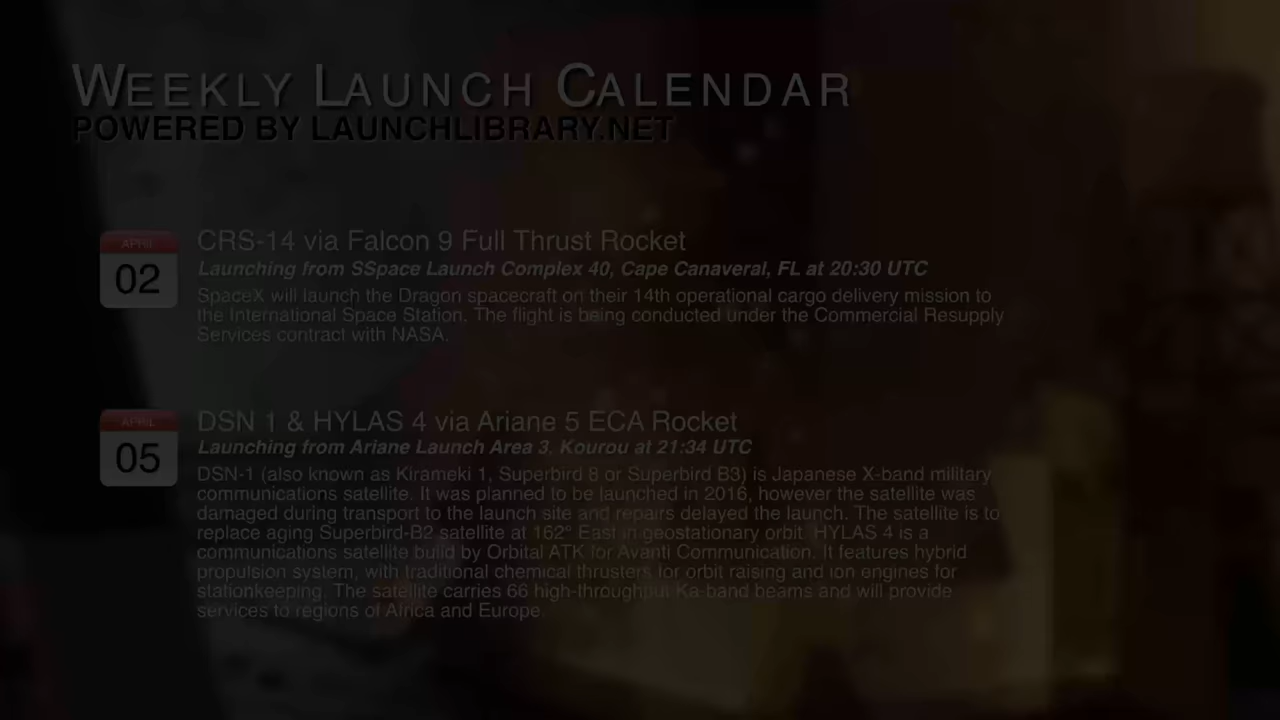 WEEKLY LAUNCH CALENDAR
POWERED BY LAUNCHLIBRARY.NET
APRIL
02
CRS-14 via Falcon 9 Full Thrust Rocket
Launching from SSpace Launch Complex 40, Cape Canaveral, FL at 20:30 UTC
SpaceX will launch the Dragon spacecraft on their 14th operational cargo delivery mission to
the International Space Station. The flight is being conducted under the Commercial Resupply
Services contract with NASA.
APRIL
05
DSN 1 & HYLAS 4 via Ariane 5 ECA Rocket
Launching from Ariane Launch Area 3, Kourou at 21:34 UTC
DSN-1 (also known as Kirameki 1, Superbird 8 or Superbird B3) is Japanese X-band military
communications satellite. It was planned to be launched in 2016, however the satellite was
damaged during transport to the launch site and repairs delayed the launch. The satellite is to
replace aging Superbird-B2 satellite at 162° East in geostationary orbit. HYLAS 4 is a
communications satellite build by Orbital ATK for Avanti Communication. It features hybrid
propulsion system, with traditional chemical thrusters for orbit raising and ion engines for
stationkeeping. The satellite carries 66 high-throughput Ka band beams and will provide
services to regions of Africa and Europe.